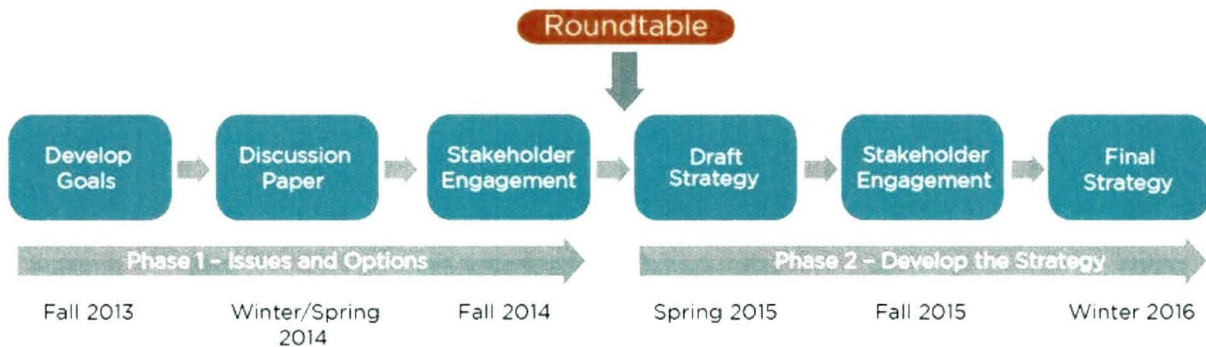 Roundtable
Develop
Goals
Discussion
Paper
Stakeholder
Engagement
Draft
Strategy
Stakeholder
Engagement
Final
Strategy
Phase 1 – Issues and Options
Phase 2 – Develop the Strategy
Fall 2013
Winter/Spring
2014
Fall 2014
Spring 2015
Fall 2015
Winter 2016